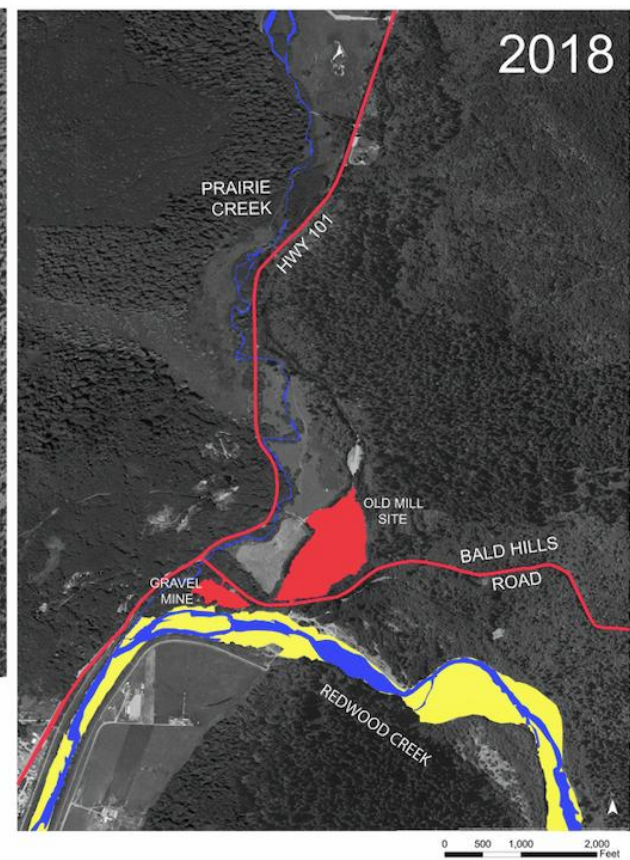 2018
PRAIRIE
CREEK
HWY 101
OLD MILL
SITE
BALD HILLS
ROAD
GRAVEL
MINE
REDWOOD CREEK
0 500 1,000 2,000
Feet